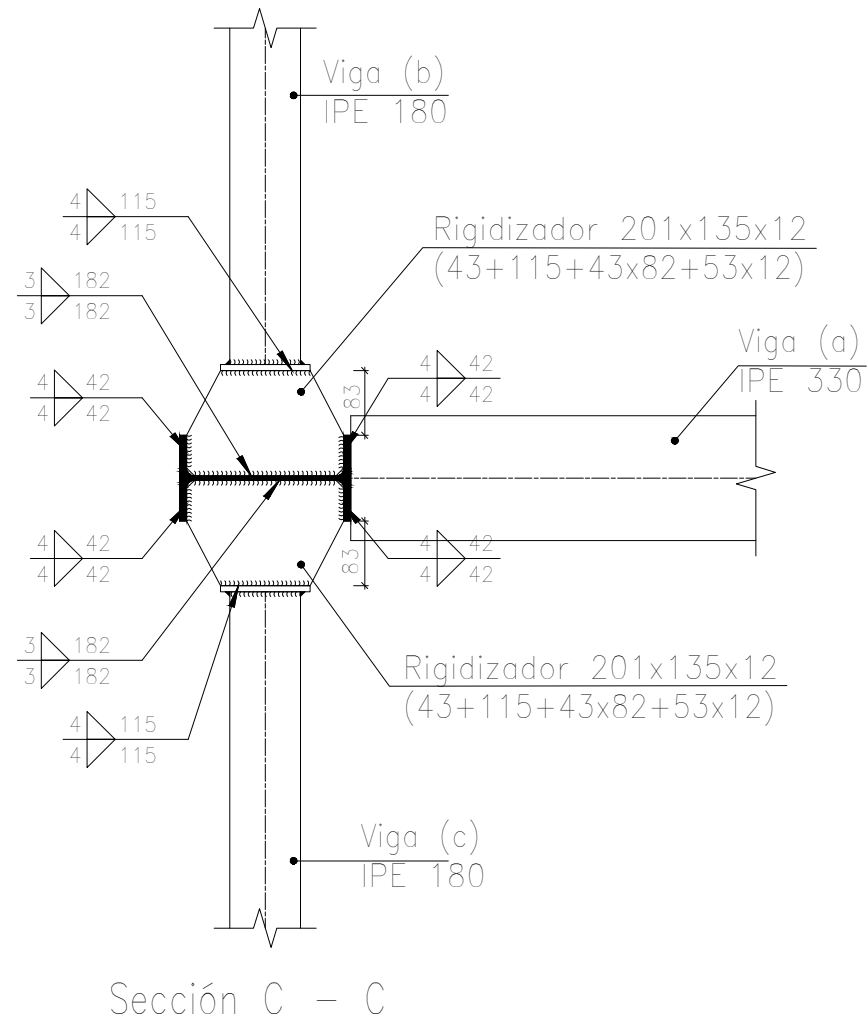 Viga (b)
IPE 180
4 115
4 115
Rigidizador 201x135x12
(43+115+43x82+53x12)
3 182
3 182
Viga (a)
IPE 330
4 42
4 42
83
4 42
4 42
4 42
4 42
83
4 42
4 42
3 182
3 182
Rigidizador 201x135x12
(43+115+43x82+53x12)
4 115
4 115
Viga (c)
IPE 180
Sección C - C